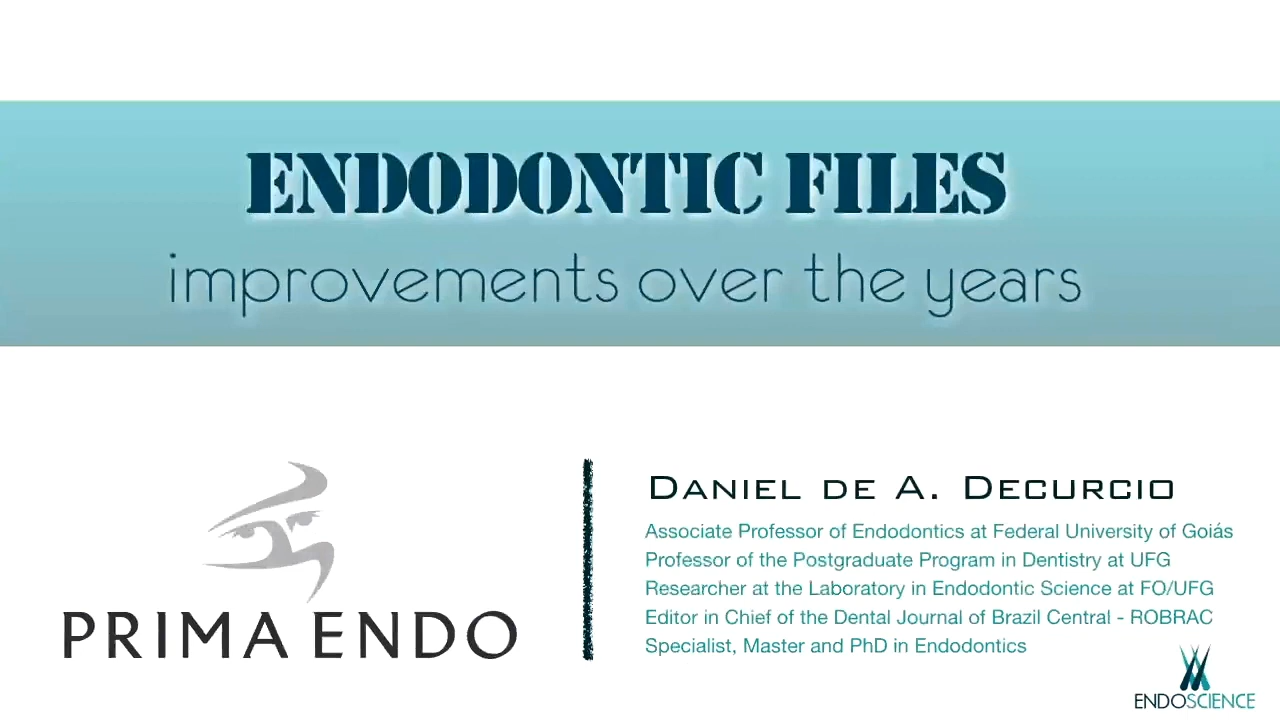 ENDODONTIC FILES
improvements over the years
PRIMA ENDO
DANIEL DE A. DECURCIO
Associate Professor of Endodontics at Federal University of Goiás
Professor of the Postgraduate Program in Dentistry at UFG
Researcher at the Laboratory in Endodontic Science at FO/UFG
Editor in Chief of the Dental Journal of Brazil Central - ROBRAC
Specialist, Master and PhD in Endodontics
ENDOSCIENCE